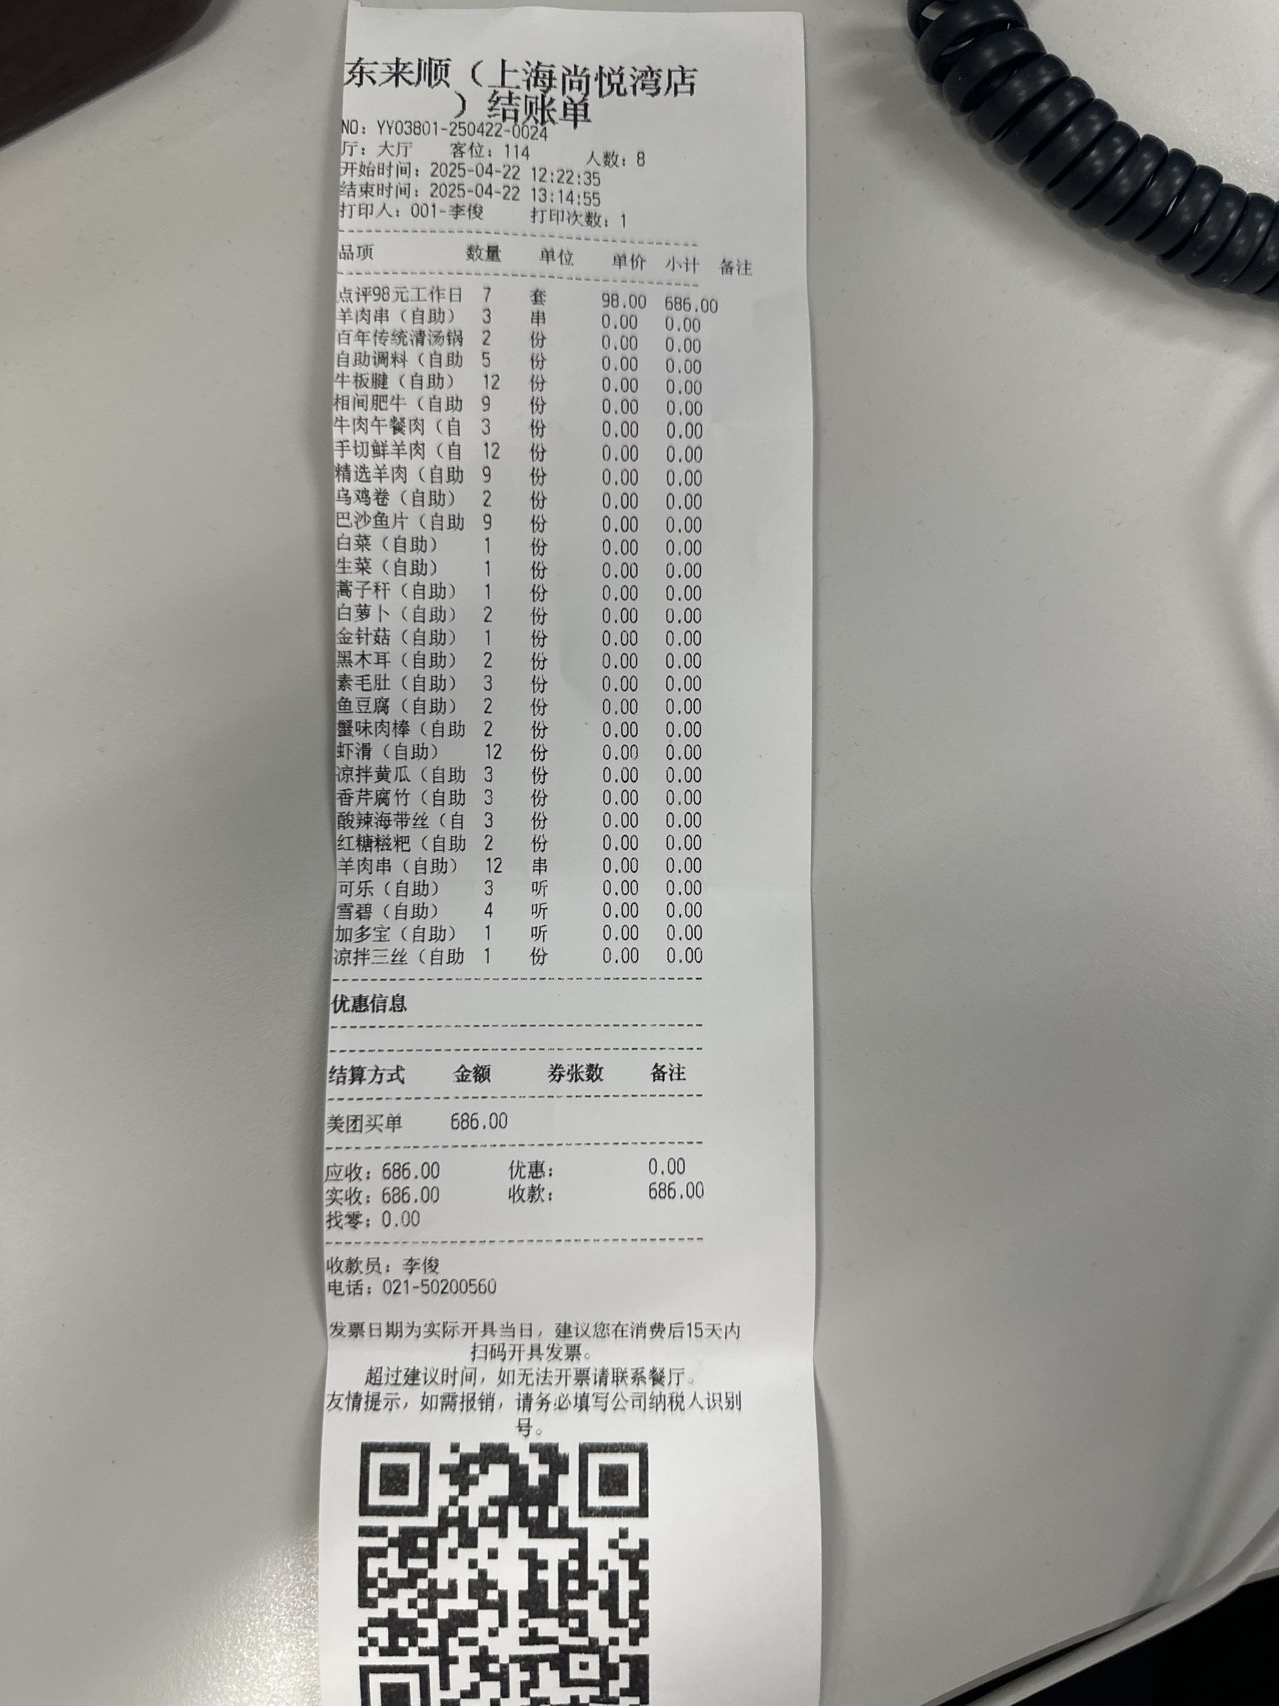 东来顺（上海尚悦湾店
）结账单
NO：YY03801-250422-0024
厅：大厅 客位：114 人数：8
开始时间：2025-04-22 12:22:35
结束时间：2025-04-22 13:14:55
打印人：001-李俊 打印次数：1
品项 数量 单位 单价 小计 备注
点评98元工作日 7 套 98.00 686.00
羊肉串（自助） 3 串 0.00 0.00
百年传统清汤锅 2 份 0.00 0.00
自助调料（自助 5 份 0.00 0.00
牛板腱（自助） 12 份 0.00 0.00
相间肥牛（自助 9 份 0.00 0.00
牛肉午餐肉（自 3 份 0.00 0.00
手切鲜羊肉（自 12 份 0.00 0.00
精选羊肉（自助 9 份 0.00 0.00
乌鸡卷（自助） 2 份 0.00 0.00
巴沙鱼片（自助 9 份 0.00 0.00
白菜（自助） 1 份 0.00 0.00
生菜（自助） 1 份 0.00 0.00
蒿子秆（自助） 1 份 0.00 0.00
白萝卜（自助） 2 份 0.00 0.00
金针菇（自助） 1 份 0.00 0.00
黑木耳（自助） 2 份 0.00 0.00
素毛肚（自助） 3 份 0.00 0.00
鱼豆腐（自助） 2 份 0.00 0.00
蟹味肉棒（自助 2 份 0.00 0.00
虾滑（自助） 12 份 0.00 0.00
凉拌黄瓜（自助 3 份 0.00 0.00
香芹腐竹（自助 3 份 0.00 0.00
酸辣海带丝（自 3 份 0.00 0.00
红糖糍粑（自助 2 份 0.00 0.00
羊肉串（自助） 12 串 0.00 0.00
可乐（自助） 3 听 0.00 0.00
雪碧（自助） 4 听 0.00 0.00
加多宝（自助） 1 听 0.00 0.00
凉拌三丝（自助 1 份 0.00 0.00
优惠信息
结算方式 金额 券张数 备注
美团买单 686.00
应收：686.00 优惠： 0.00
实收：686.00 收款： 686.00
找零：0.00
收款员：李俊
电话：021-50200560
发票日期为实际开具当日，建议您在消费后15天内
扫码开具发票。
超过建议时间，如无法开票请联系餐厅。
友情提示，如需报销，请务必填写公司纳税人识别
号。